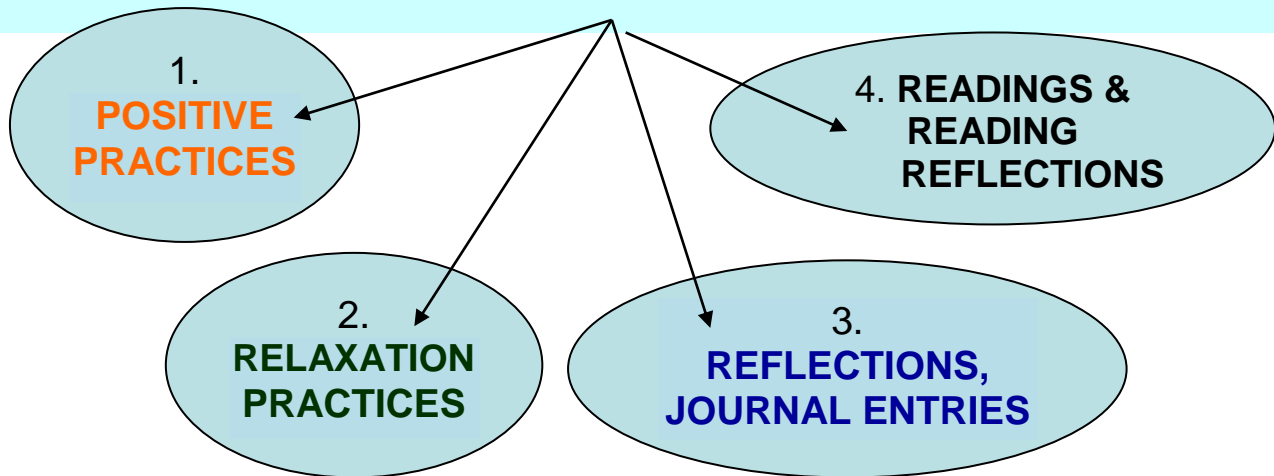 1.
POSITIVE
PRACTICES
2.
RELAXATION
PRACTICES
3.
REFLECTIONS,
JOURNAL ENTRIES
4. READINGS &
READING
REFLECTIONS